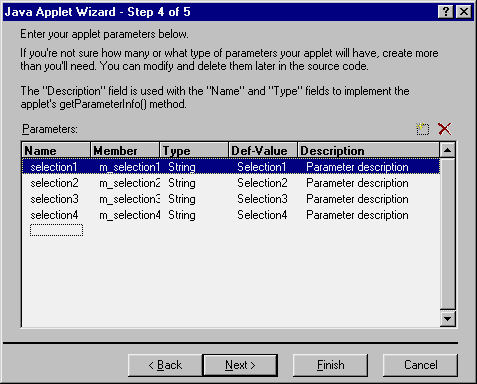 Java Applet Wizard - Step 4 of 5
Enter your applet parameters below.
If you're not sure how many or what type of parameters your applet will have, create more
than you'll need. You can modify and delete them later in the source code.
The "Description" field is used with the "Name" and "Type" fields to implement the
applet's getParameterInfo() method.
Parameters:
Name Member Type Def-Value Description
selection1 m_selection1 String Selection1 Parameter description
selection2 m_selection2 String Selection2 Parameter description
selection3 m_selection3 String Selection3 Parameter description
selection4 m_selection4 String Selection4 Parameter description
< Back Next > Finish Cancel